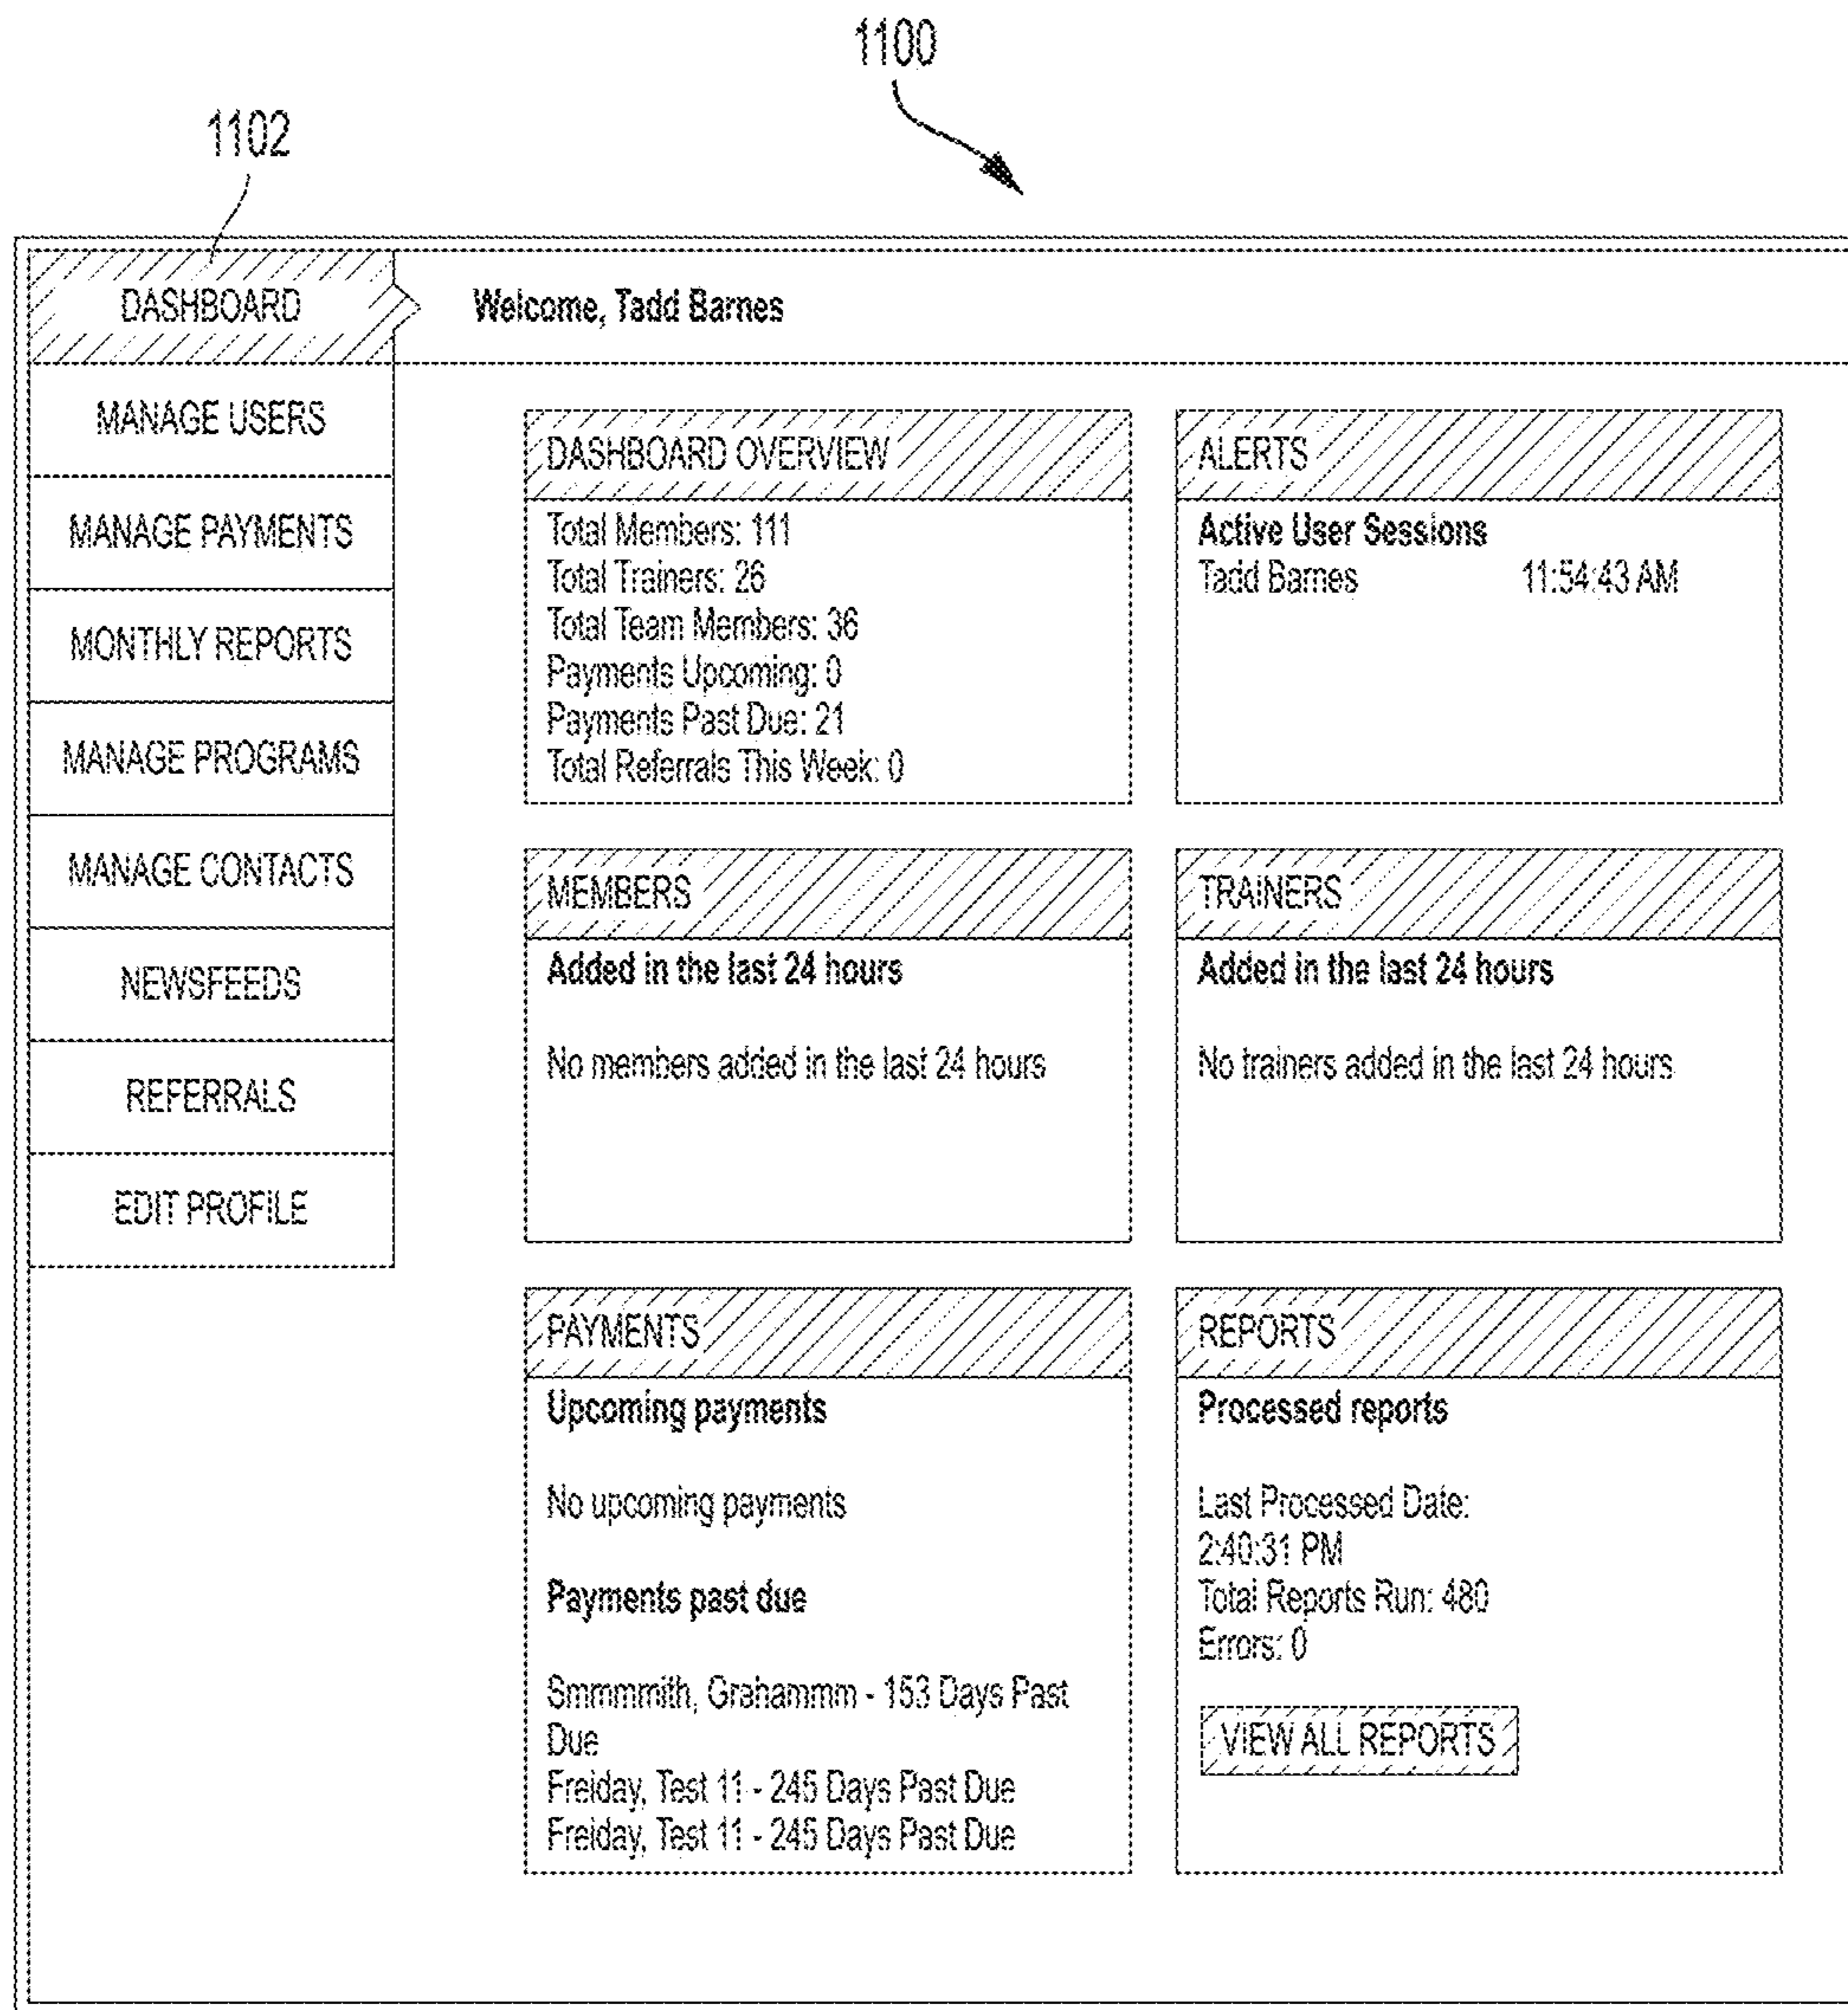 1100
1102
DASHBOARD
Welcome, Tadd Barnes
MANAGE USERS
MANAGE PAYMENTS
MONTHLY REPORTS
MANAGE PROGRAMS
MANAGE CONTACTS
NEWSFEEDS
REFERRALS
EDIT PROFILE
DASHBOARD OVERVIEW
Total Members: 111
Total Trainers: 26
Total Team Members: 36
Payments Upcoming: 0
Payments Past Due: 21
Total Referrals This Week: 0
ALERTS
Active User Sessions
Tadd Barnes 11:54:43 AM
MEMBERS
Added in the last 24 hours
No members added in the last 24 hours
TRAINERS
Added in the last 24 hours
No trainers added in the last 24 hours
PAYMENTS
Upcoming payments
No upcoming payments
Payments past due
Smmmmith, Grahammm - 153 Days Past
Due
Freiday, Test 11 - 245 Days Past Due
Freiday, Test 11 - 245 Days Past Due
REPORTS
Processed reports
Last Processed Date:
2:40:31 PM
Total Reports Run: 480
Errors: 0
VIEW ALL REPORTS